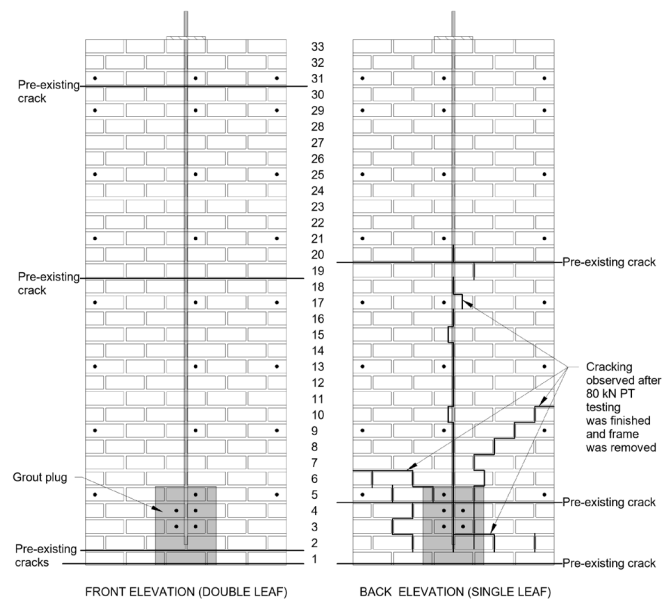 33
32
31
Pre-existing
crack
30
29
28
27
26
25
24
23
22
21
20
Pre-existing crack
Pre-existing
crack
19
18
17
16
15
14
13
Cracking
observed after
80 kN PT
testing
was finished
and frame
was removed
12
11
10
9
8
7
Grout plug
6
5
Pre-existing crack
4
3
2
Pre-existing
cracks
1
Pre-existing crack
FRONT ELEVATION (DOUBLE LEAF)
BACK ELEVATION (SINGLE LEAF)